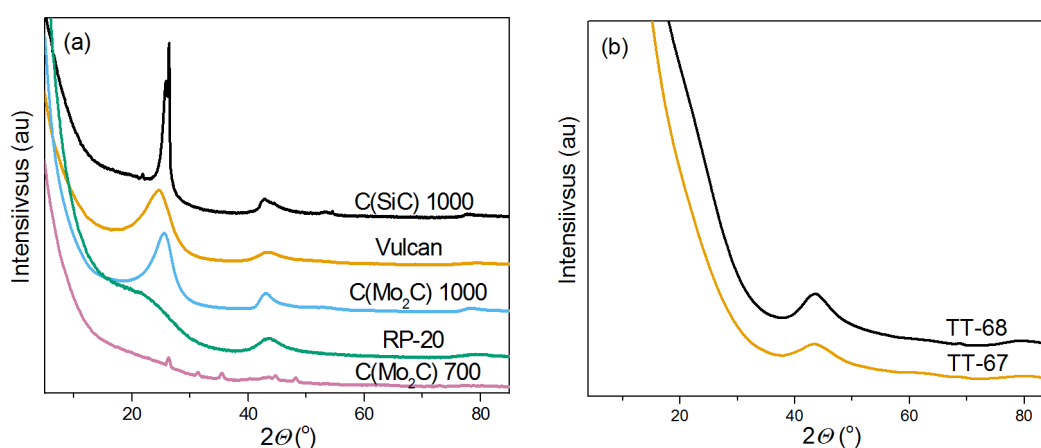 (a)
Intensiivsus (au)
C(SiC) 1000
Vulcan
C(Mo₂C) 1000
RP-20
C(Mo₂C) 700
20 40 60 80
2Θ (°)
(b)
Intensiivsus (au)
TT-68
TT-67
20 40 60 80
2Θ (°)